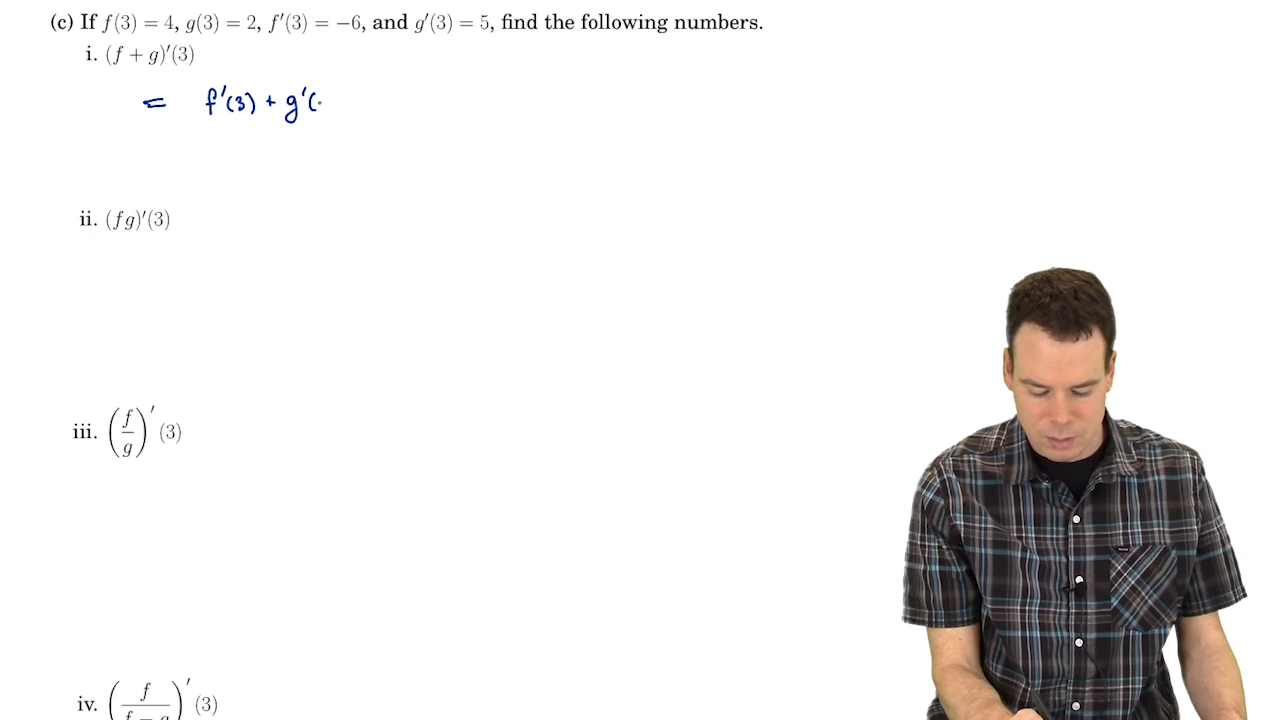 (c) If f(3) = 4, g(3) = 2, f′(3) = −6, and g′(3) = 5, find the following numbers.
i. (f + g)′(3)
= f'(3) + g'(
ii. (fg)′(3)
iii. (f/g)′ (3)
iv. (f/(f − g))′ (3)